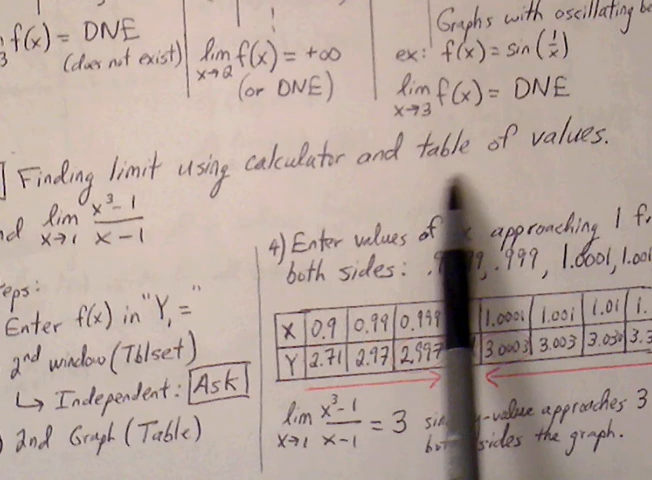 f(x) = DNE
3
(does not exist)
lim f(x) = +∞
x→2
(or DNE)
Graphs with oscillating
ex: f(x) = sin (1/x)
lim f(x) = DNE
x→3
Finding limit using calculator and table of values.
lim x³-1
x→1 x-1
Enter f(x) in "Y₁ = "
2nd window (Tblset)
↳ Independent: Ask
2nd Graph (Table)
4) Enter values of x approaching 1
both sides: .999, 1.0001,
X 0.9 0.99 0.999 1.0001 1.001 1.01
Y 2.71 2.97 2.997 3.0003 3.003 3.030
lim x³-1 = 3 y-value approaches 3
x→1 x-1 sides the graph.